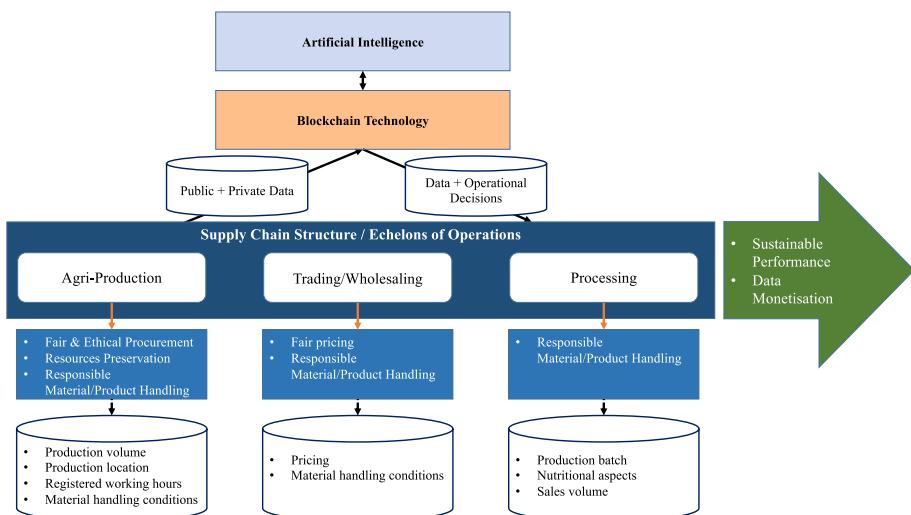 Artificial Intelligence
Blockchain Technology
Public + Private Data
Data + Operational
Decisions
Supply Chain Structure / Echelons of Operations
Agri-Production
Trading/Wholesaling
Processing
• Sustainable
Performance
• Data
Monetisation
• Fair & Ethical Procurement
• Resources Preservation
• Responsible
Material/Product Handling
• Fair pricing
• Responsible
Material/Product Handling
• Responsible
Material/Product Handling
• Production volume
• Production location
• Registered working hours
• Material handling conditions
• Pricing
• Material handling conditions
• Production batch
• Nutritional aspects
• Sales volume